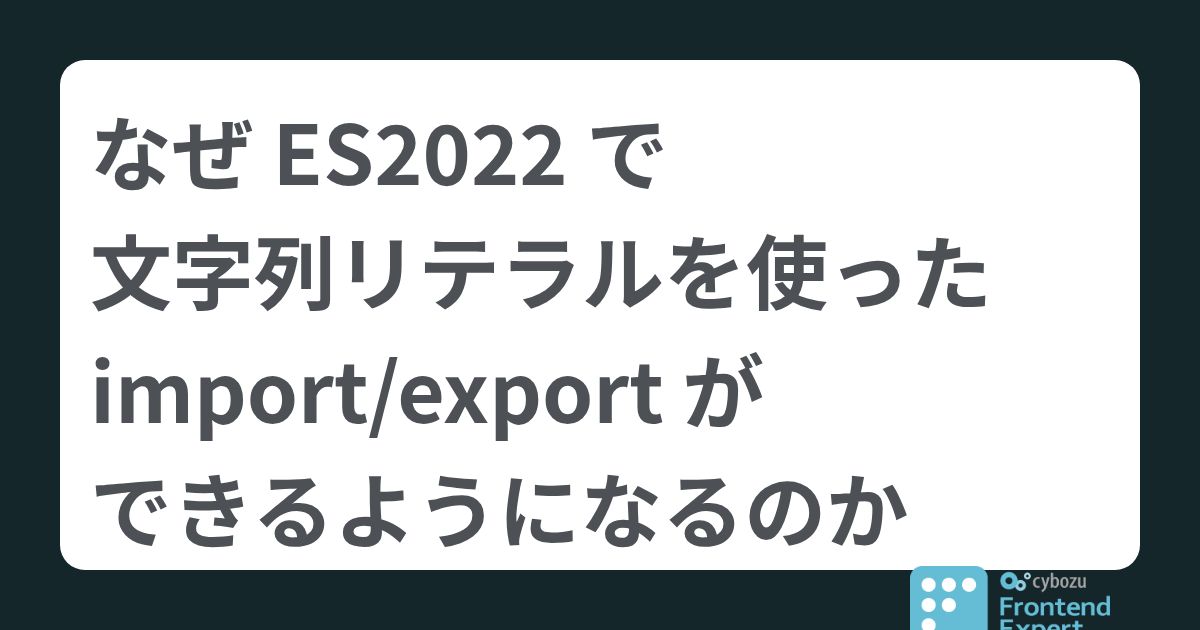 なぜ ES2022 で
文字列リテラルを使った
import/export が
できるようになるのか
cybozu
Frontend
Expert